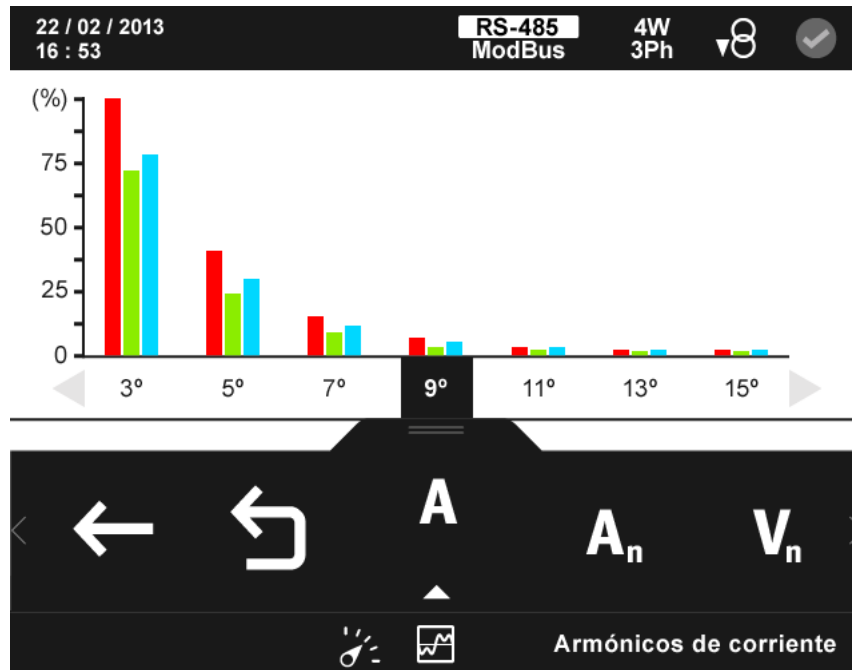 22 / 02 / 2013
16 : 53
RS-485
ModBus
4W
3Ph
(%)
75
50
25
0
3º 5º 7º 9º 11º 13º 15º
A An Vn
Armónicos de corriente